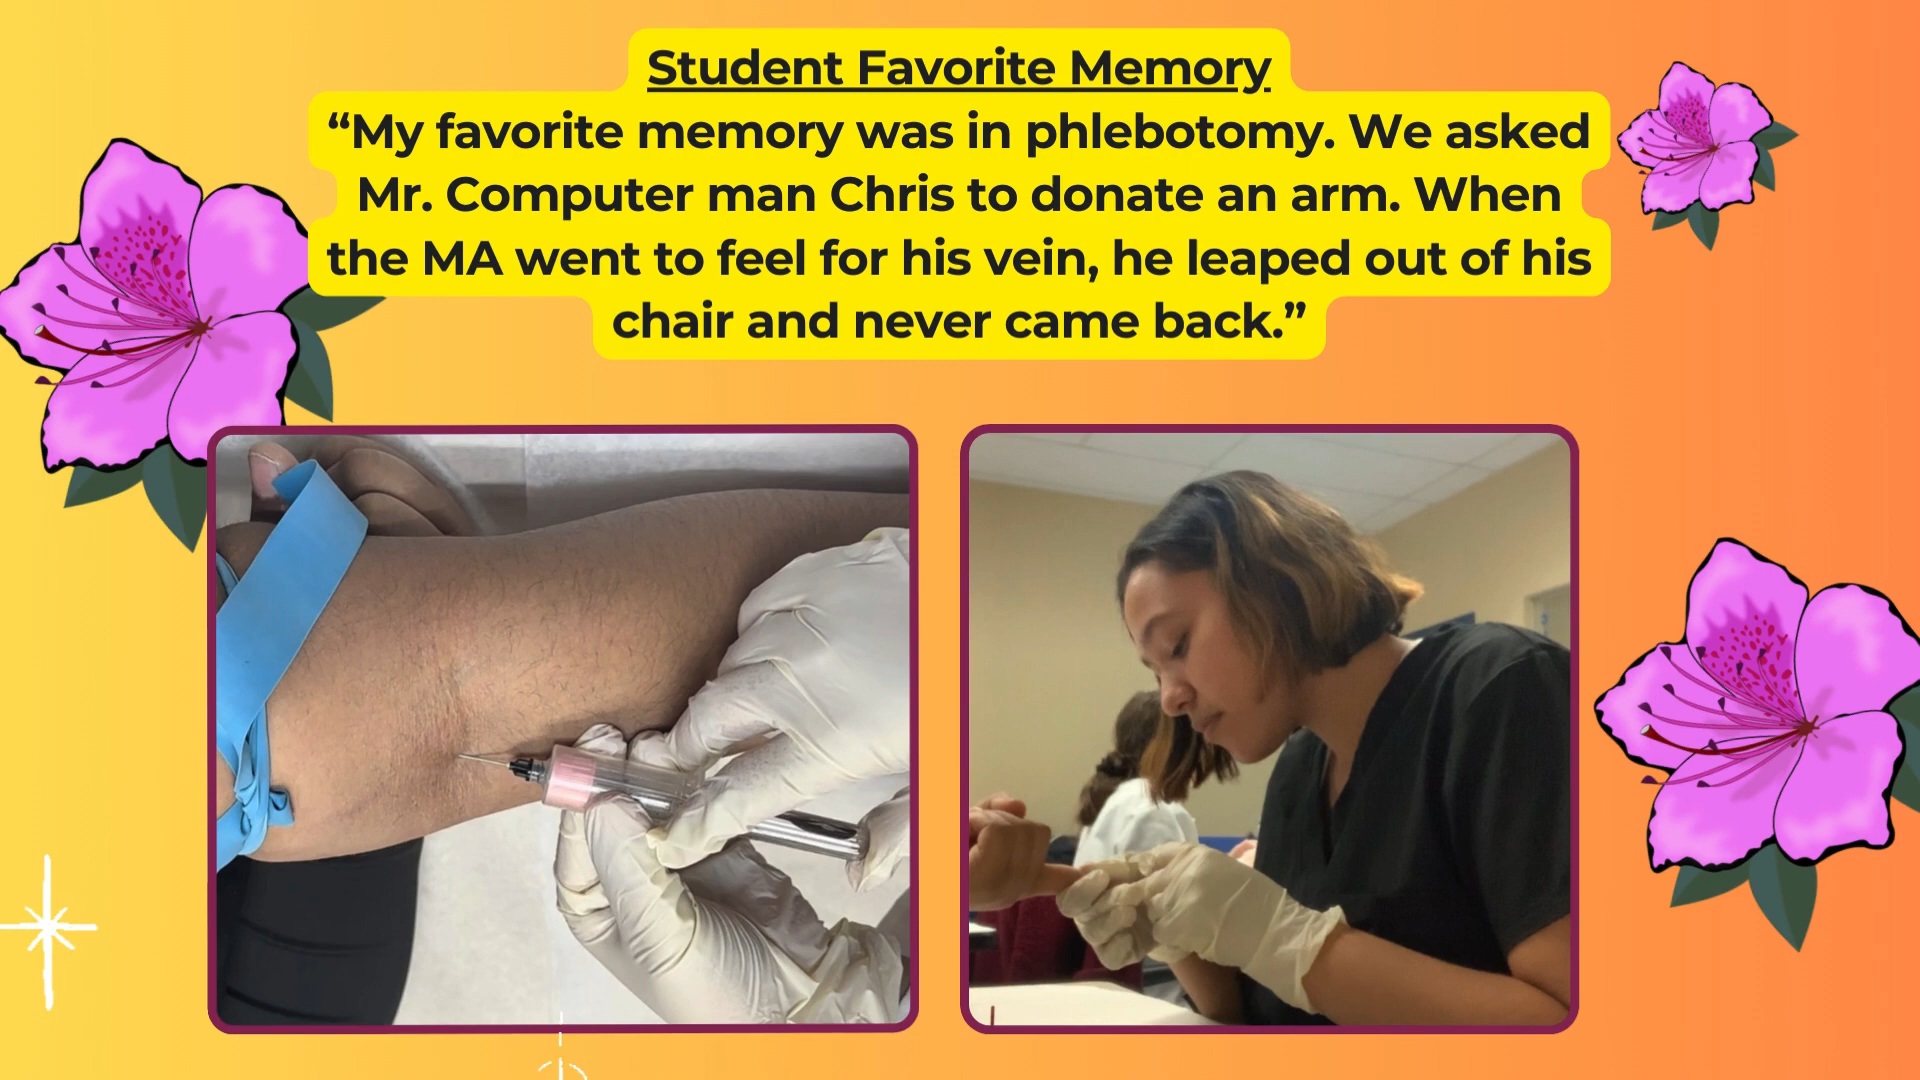 Student Favorite Memory
“My favorite memory was in phlebotomy. We asked
Mr. Computer man Chris to donate an arm. When
the MA went to feel for his vein, he leaped out of his
chair and never came back.”